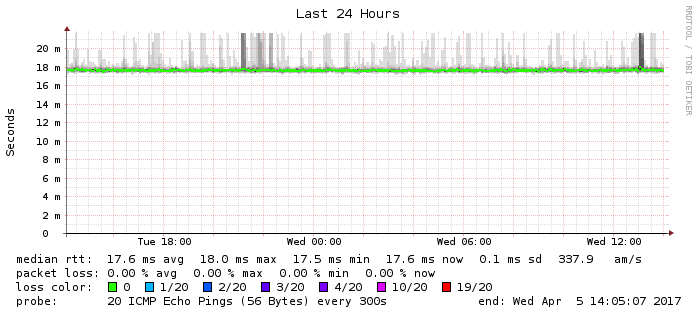 Last 24 Hours
RRDTOOL / TOBI OETIKER
Seconds
20 m
18 m
16 m
14 m
12 m
10 m
8 m
6 m
4 m
2 m
0
Tue 18:00 Wed 00:00 Wed 06:00 Wed 12:00
median rtt: 17.6 ms avg 18.0 ms max 17.5 ms min 17.6 ms now 0.1 ms sd 337.9 am/s
packet loss: 0.00 % avg 0.00 % max 0.00 % min 0.00 % now
loss color: 0 1/20 2/20 3/20 4/20 10/20 19/20
probe: 20 ICMP Echo Pings (56 Bytes) every 300s end: Wed Apr 5 14:05:07 2017